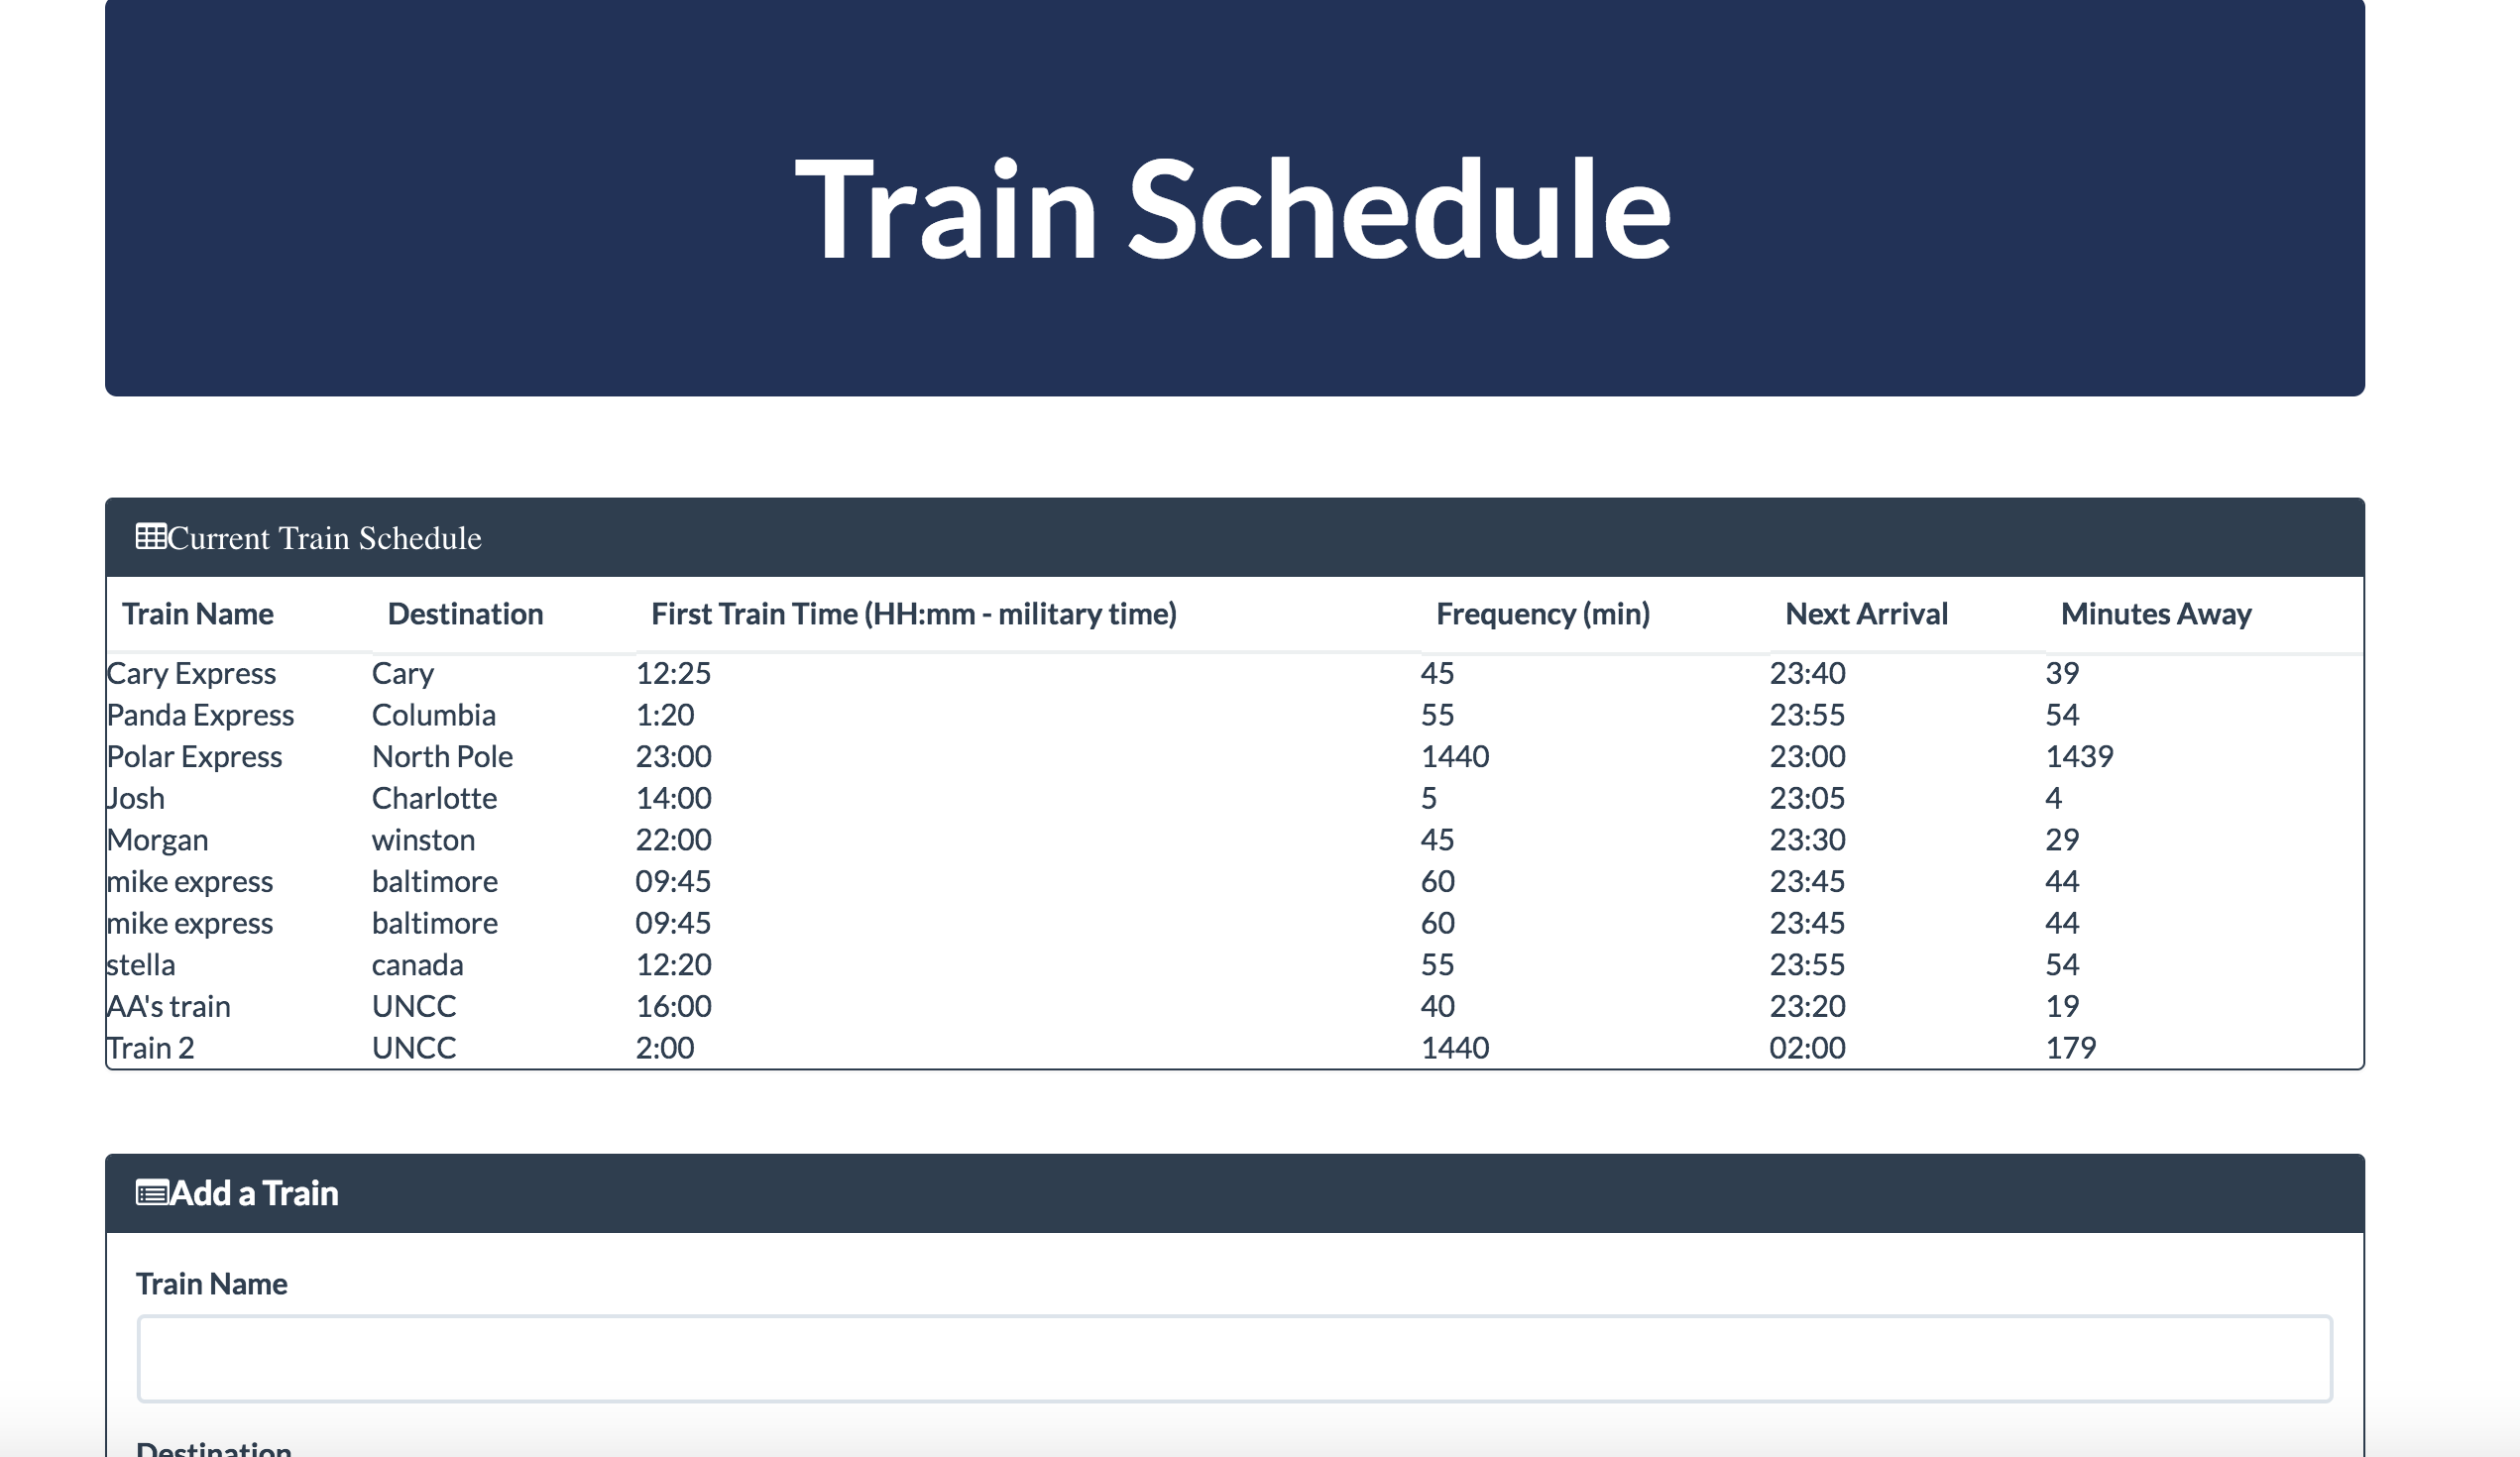 Train Schedule
Current Train Schedule
Train Name Destination First Train Time (HH:mm - military time) Frequency (min) Next Arrival Minutes Away
Cary Express Cary 12:25 45 23:40 39
Panda Express Columbia 1:20 55 23:55 54
Polar Express North Pole 23:00 1440 23:00 1439
Josh Charlotte 14:00 5 23:05 4
Morgan winston 22:00 45 23:30 29
mike express baltimore 09:45 60 23:45 44
mike express baltimore 09:45 60 23:45 44
stella canada 12:20 55 23:55 54
AA's train UNCC 16:00 40 23:20 19
Train 2 UNCC 2:00 1440 02:00 179
Add a Train
Train Name
Destination